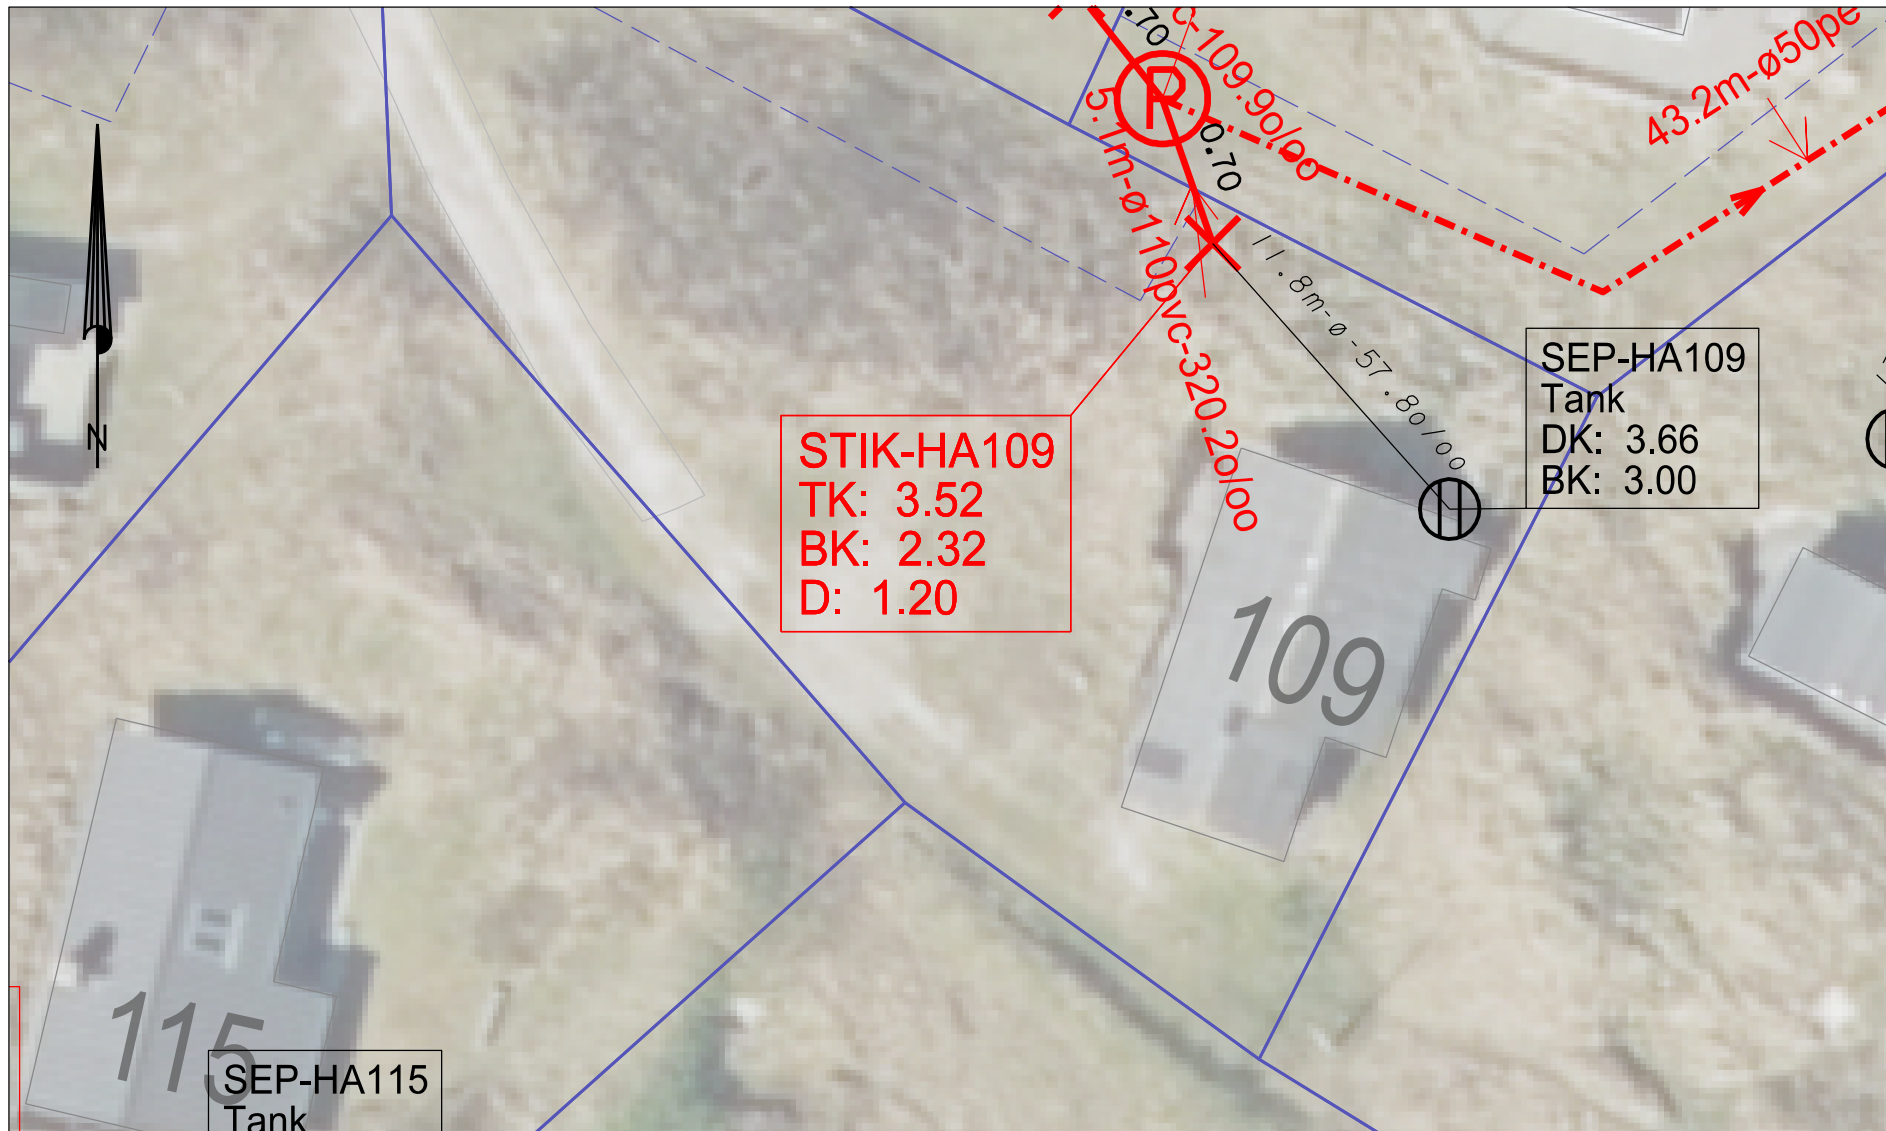 .70
c-109.9o/oo
43.2m-ø50pe
R
0.70
5.1m-ø110pvc-320.2o/oo
11.8m-ø-57.8o/oo
N
SEP-HA109
Tank
DK: 3.66
BK: 3.00
STIK-HA109
TK: 3.52
BK: 2.32
D: 1.20
109
115
SEP-HA115
Tank